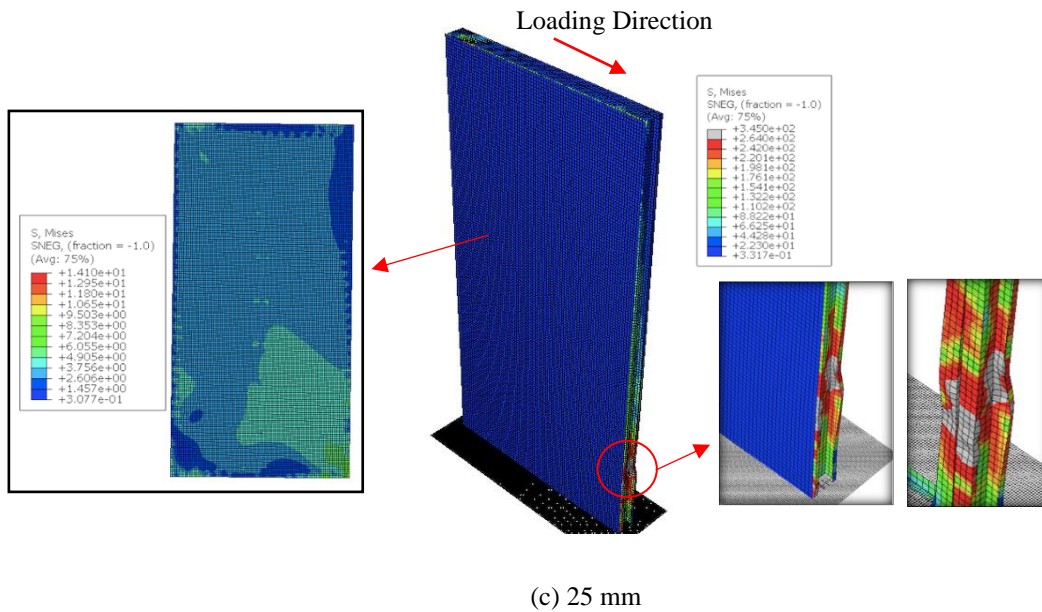 Loading Direction
S, Mises
SNEG, (fraction = -1.0)
(Avg: 75%)
+3.450e+02
+2.640e+02
+2.420e+02
+2.201e+02
+1.981e+02
+1.761e+02
+1.541e+02
+1.322e+02
+1.102e+02
+8.822e+01
+6.625e+01
+4.428e+01
+2.230e+01
+3.317e-01
S, Mises
SNEG, (fraction = -1.0)
(Avg: 75%)
+1.410e+01
+1.295e+01
+1.180e+01
+1.065e+01
+9.503e+00
+8.353e+00
+7.204e+00
+6.055e+00
+4.905e+00
+3.756e+00
+2.606e+00
+1.457e+00
+3.077e-01
(c) 25 mm